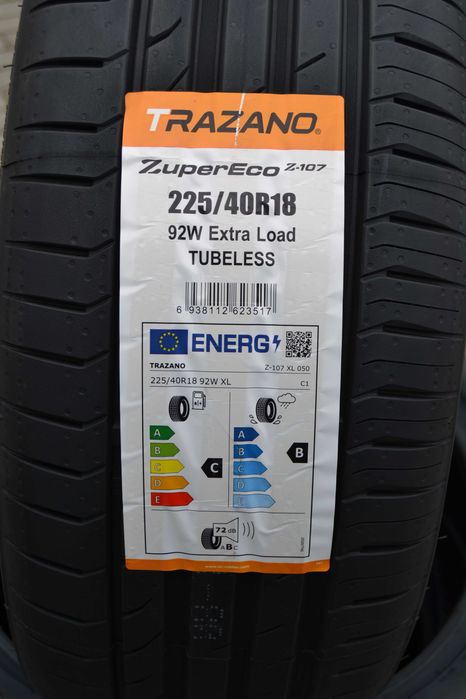 TRAZANO®
ZuperEco Z-107
225/40R18
92W Extra Load
TUBELESS
6 938112 623517
ENERG
TRAZANO Z-107 XL 050
225/40R18 92W XL C1
A
B
C
D
E
C
A
B
C
D
E
B
72 dB
ABC